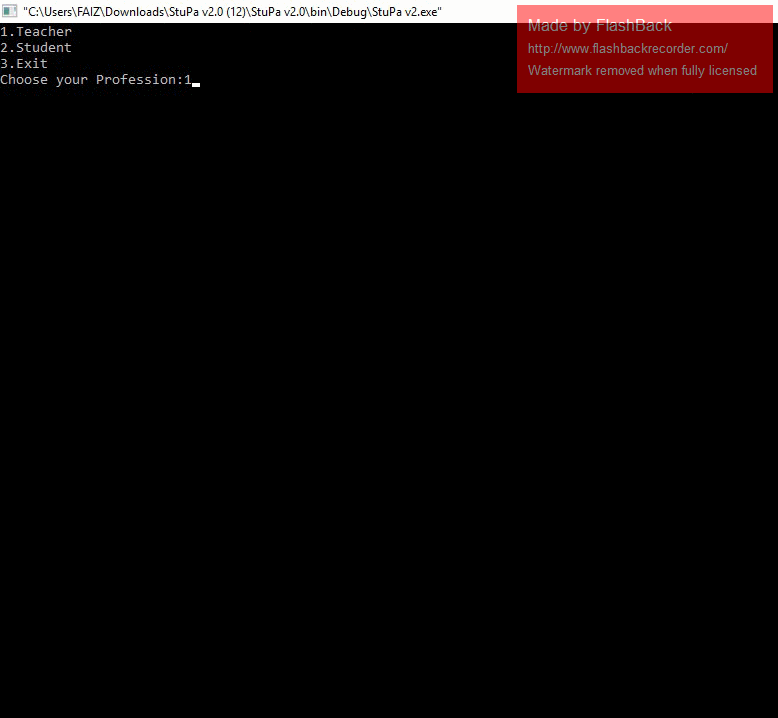 "C:\Users\FAIZ\Downloads\StuPa v2.0 (12)\StuPa v2.0\bin\Debug\StuPa v2.exe"
Made by FlashBack
http://www.flashbackrecorder.com/
Watermark removed when fully licensed
1.Teacher
2.Student
3.Exit
Choose your Profession:1